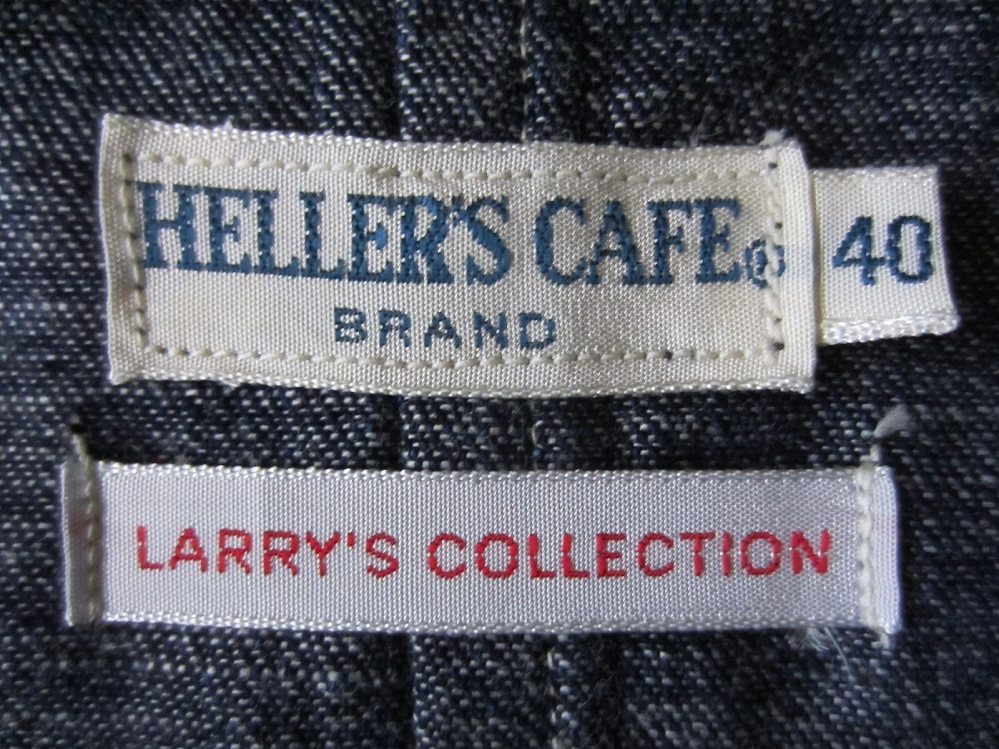 HELLER'S CAFE®
BRAND
40
LARRY'S COLLECTION